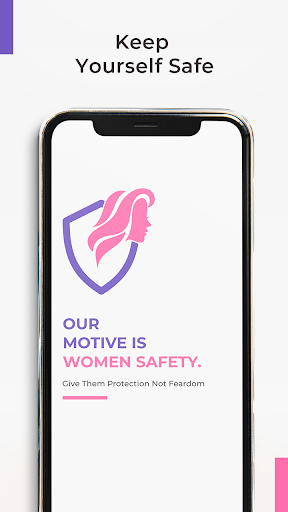 Keep
Yourself Safe
OUR
MOTIVE IS
WOMEN SAFETY.
Give Them Protection Not Feardom